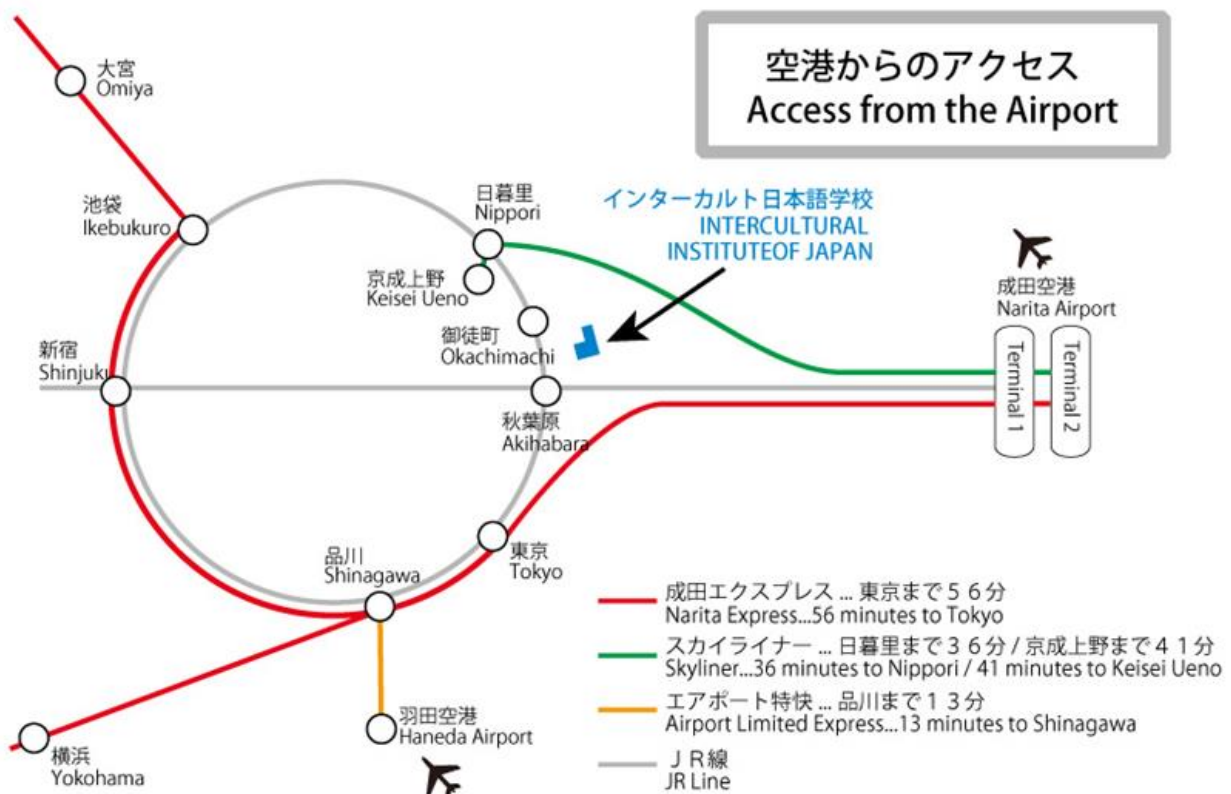 空港からのアクセス
Access from the Airport
大宮
Omiya
池袋
Ikebukuro
日暮里
Nippori
インターカルト日本語学校
INTERCULTURAL
INSTITUTEOF JAPAN
京成上野
Keisei Ueno
成田空港
Narita Airport
御徒町
Okachimachi
新宿
Shinjuku
Terminal 1
Terminal 2
秋葉原
Akihabara
品川
Shinagawa
東京
Tokyo
成田エクスプレス ... 東京まで５６分
Narita Express...56 minutes to Tokyo
スカイライナー ... 日暮里まで３６分 / 京成上野まで４１分
Skyliner...36 minutes to Nippori / 41 minutes to Keisei Ueno
エアポート特快 ... 品川まで１３分
Airport Limited Express...13 minutes to Shinagawa
羽田空港
Haneda Airport
横浜
Yokohama
ＪＲ線
JR Line